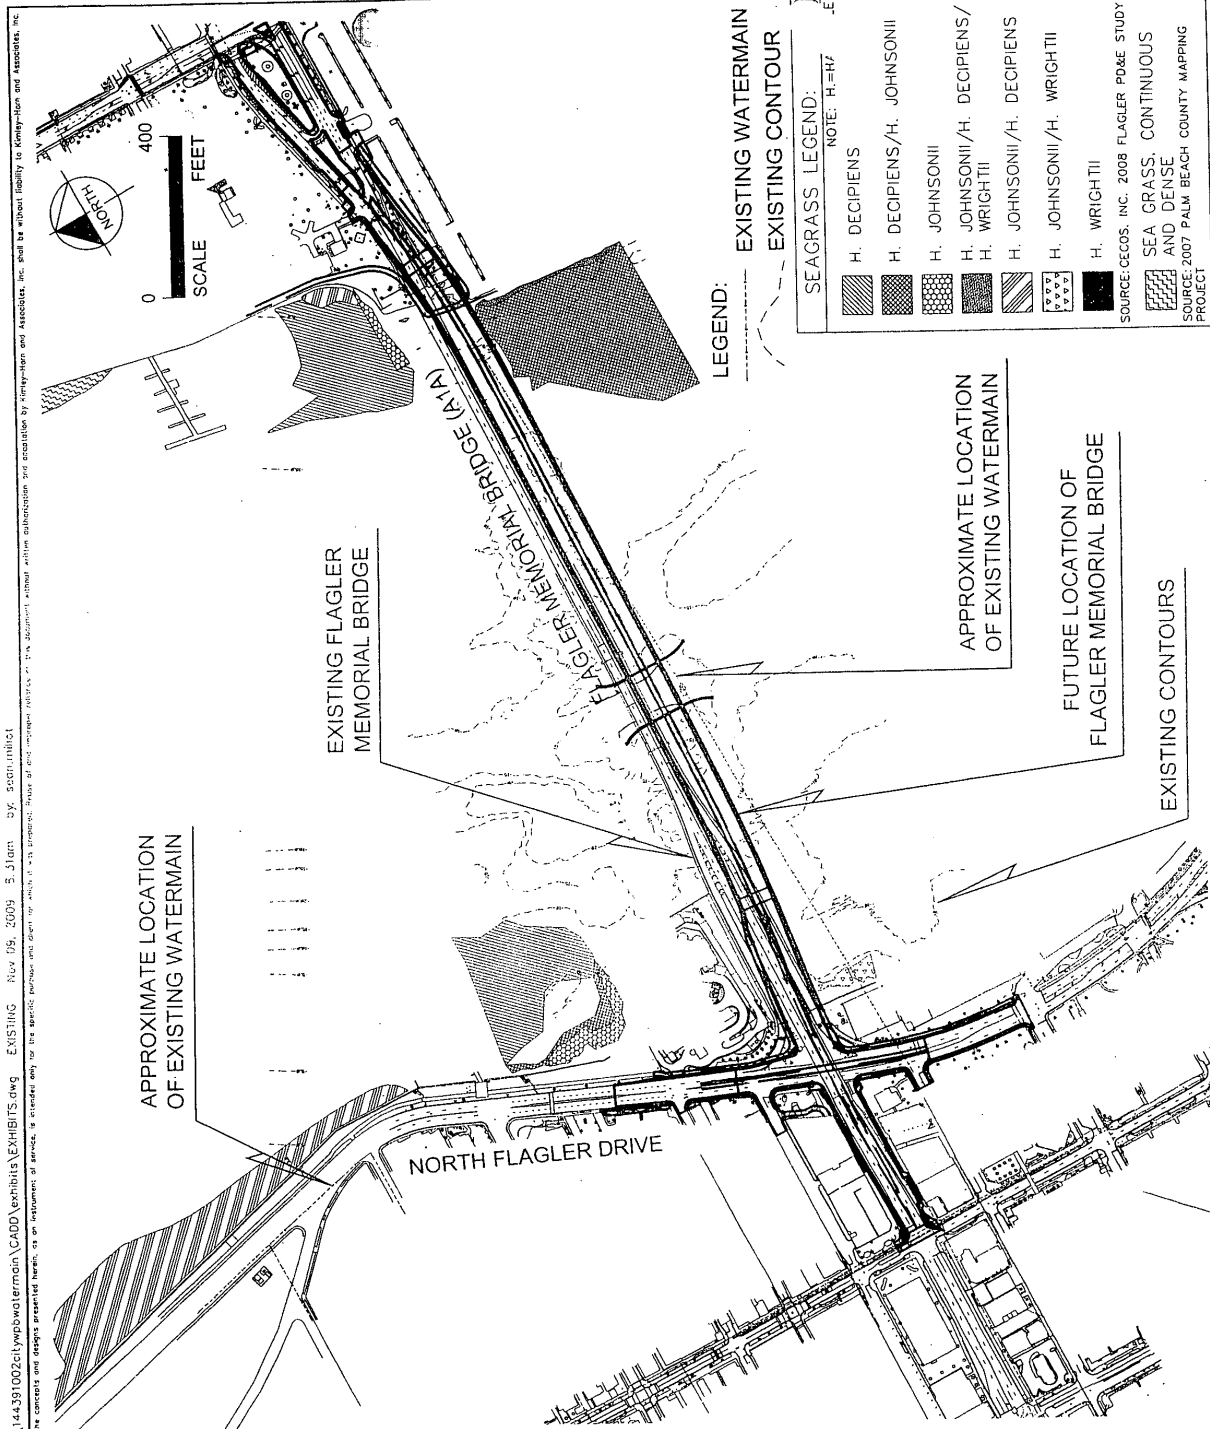 144391002citywpbwatermain\CADD\exhibits\EXHIBITS.dwg EXISTING Nov 09, 2009 by:
he concepts and designs presented herein, as an instrument of service, is intended only for the specific purpose and client for which it was prepared. Reuse of and improper reliance on this document without written authorization and adaptation by Kimley-Horn and Associates, Inc. shall be without liability to Kimley-Horn and Associates, Inc.
NORTH
0 400
SCALE FEET
APPROXIMATE LOCATION
OF EXISTING WATERMAIN
EXISTING FLAGLER
MEMORIAL BRIDGE
FLAGLER MEMORIAL BRIDGE (A1A)
NORTH FLAGLER DRIVE
APPROXIMATE LOCATION
OF EXISTING WATERMAIN
FUTURE LOCATION OF
FLAGLER MEMORIAL BRIDGE
EXISTING CONTOURS
LEGEND:
EXISTING WATERMAIN
EXISTING CONTOUR
SEAGRASS LEGEND:
NOTE: H.=HA
H. DECIPIENS
H. DECIPIENS/H. JOHNSONII
H. JOHNSONII
H. JOHNSONII/H. DECIPIENS/
H. WRIGHTII
H. JOHNSONII/H. DECIPIENS
H. JOHNSONII/H. WRIGHTII
H. WRIGHTII
SOURCE: CECOS, INC. 2008 FLAGLER PD&E STUDY
SEA GRASS, CONTINUOUS
AND DENSE
SOURCE: 2007 PALM BEACH COUNTY MAPPING
PROJECT